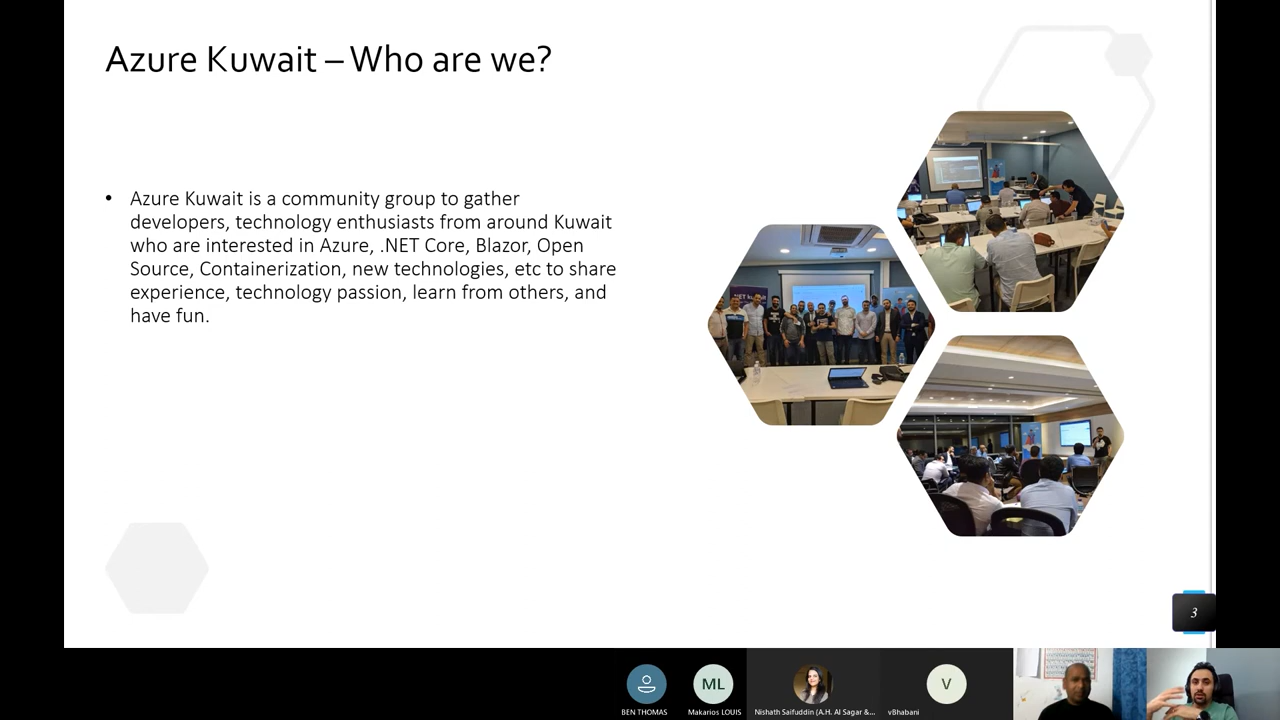 Azure Kuwait – Who are we?
• Azure Kuwait is a community group to gather
developers, technology enthusiasts from around Kuwait
who are interested in Azure, .NET Core, Blazor, Open
Source, Containerization, new technologies, etc to share
experience, technology passion, learn from others, and
have fun.
3
ML
V
BEN THOMAS
Makarios LOUIS
Nishath Saifuddin (A.H. Al Sagar &...
vBhabani